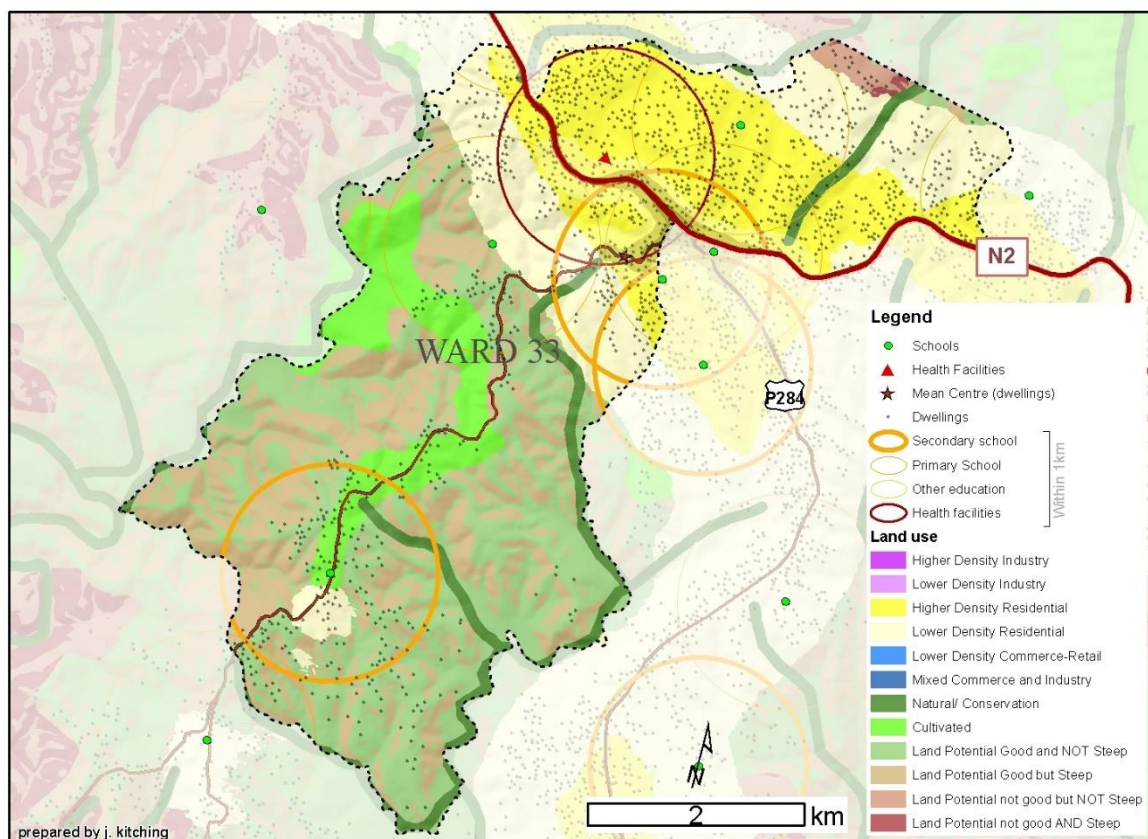 N2
WARD 33
P284
Legend
Schools
Health Facilities
Mean Centre (dwellings)
Dwellings
Secondary school
Primary School
Other education
Health facilities
Within 1km
Land use
Higher Density Industry
Lower Density Industry
Higher Density Residential
Lower Density Residential
Lower Density Commerce-Retail
Mixed Commerce and Industry
Natural/ Conservation
Cultivated
Land Potential Good and NOT Steep
Land Potential Good but Steep
Land Potential not good but NOT Steep
Land Potential not good AND Steep
N
2 km
prepared by j. kitching